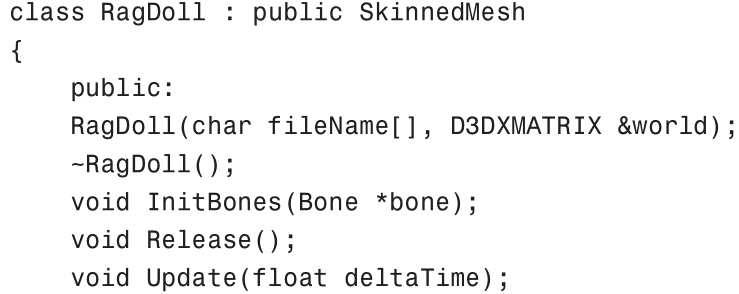 class RagDoll : public SkinnedMesh
{
    public:
    RagDoll(char fileName[], D3DXMATRIX &world);
    ~RagDoll();
    void InitBones(Bone *bone);
    void Release();
    void Update(float deltaTime);